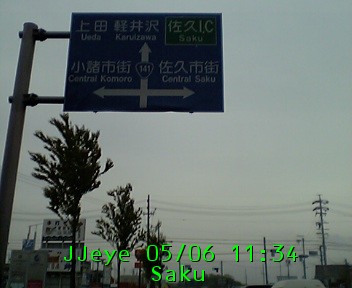 上田 軽井沢 佐久I.C
Ueda Karuizawa Saku
小諸市街 141 佐久市街
Central Komoro Central Saku
JJeye 05/06 11:34
Saku